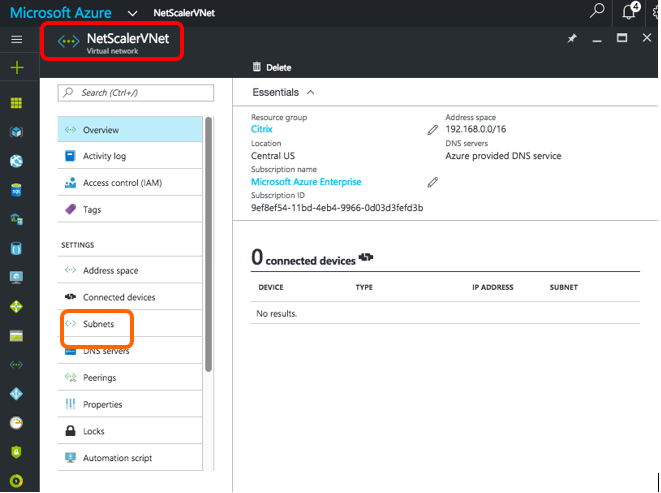 Microsoft Azure NetScalerVNet
4
NetScalerVNet
Virtual network
Delete
Search (Ctrl+/)
Overview
Activity log
Access control (IAM)
Tags
SETTINGS
Address space
Connected devices
Subnets
DNS servers
Peerings
Properties
Locks
Automation script
Essentials
Resource group
Citrix
Location
Central US
Subscription name
Microsoft Azure Enterprise
Subscription ID
9ef8ef54-11bd-4eb4-9966-0d03d3fefd3b
Address space
192.168.0.0/16
DNS servers
Azure provided DNS service
0 connected devices
DEVICE TYPE IP ADDRESS SUBNET
No results.